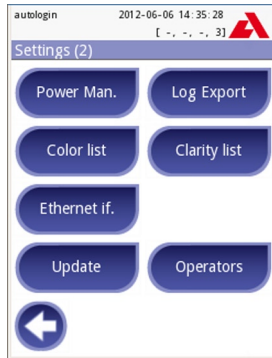 autologin 2012-06-06 14:35:28
[ -, -, -, 3]
Settings (2)
Power Man. Log Export
Color list Clarity list
Ethernet if.
Update Operators